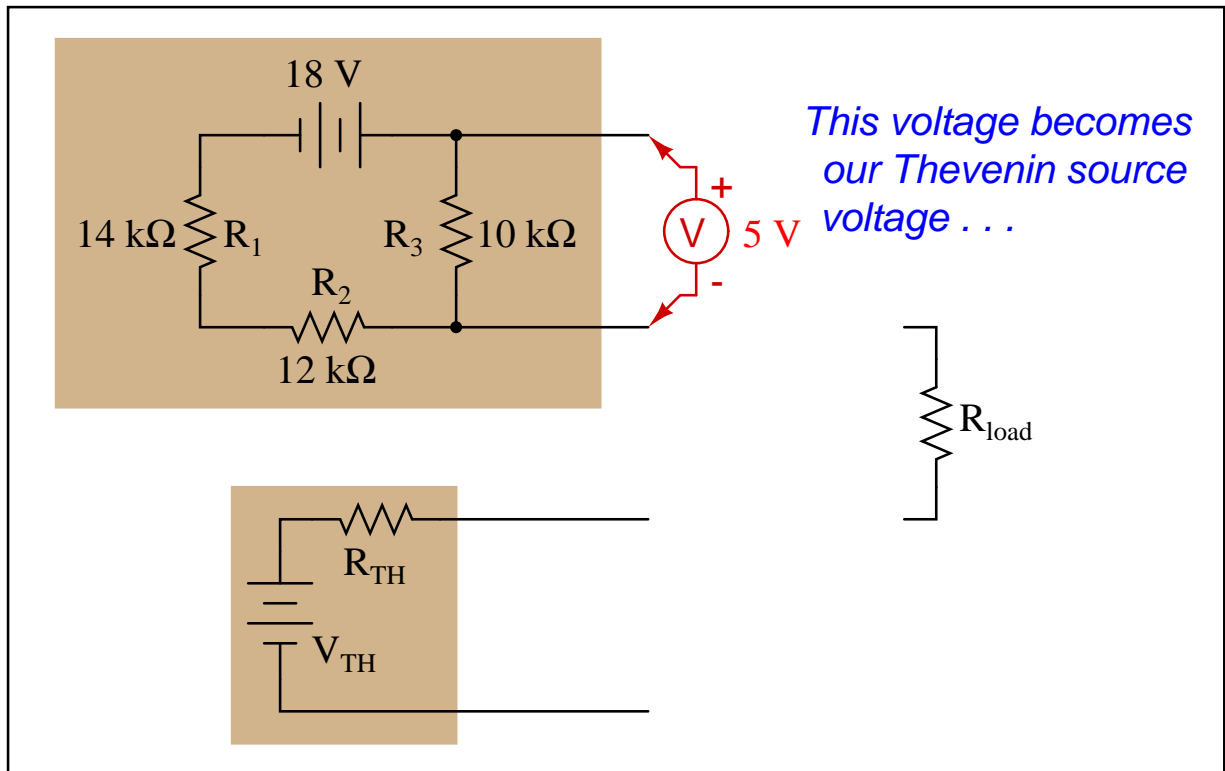 18 V
This voltage becomes
our Thevenin source
voltage . . .
14 kΩ R1 R3 10 kΩ
+
V 5 V
-
R2
12 kΩ
Rload
RTH
VTH